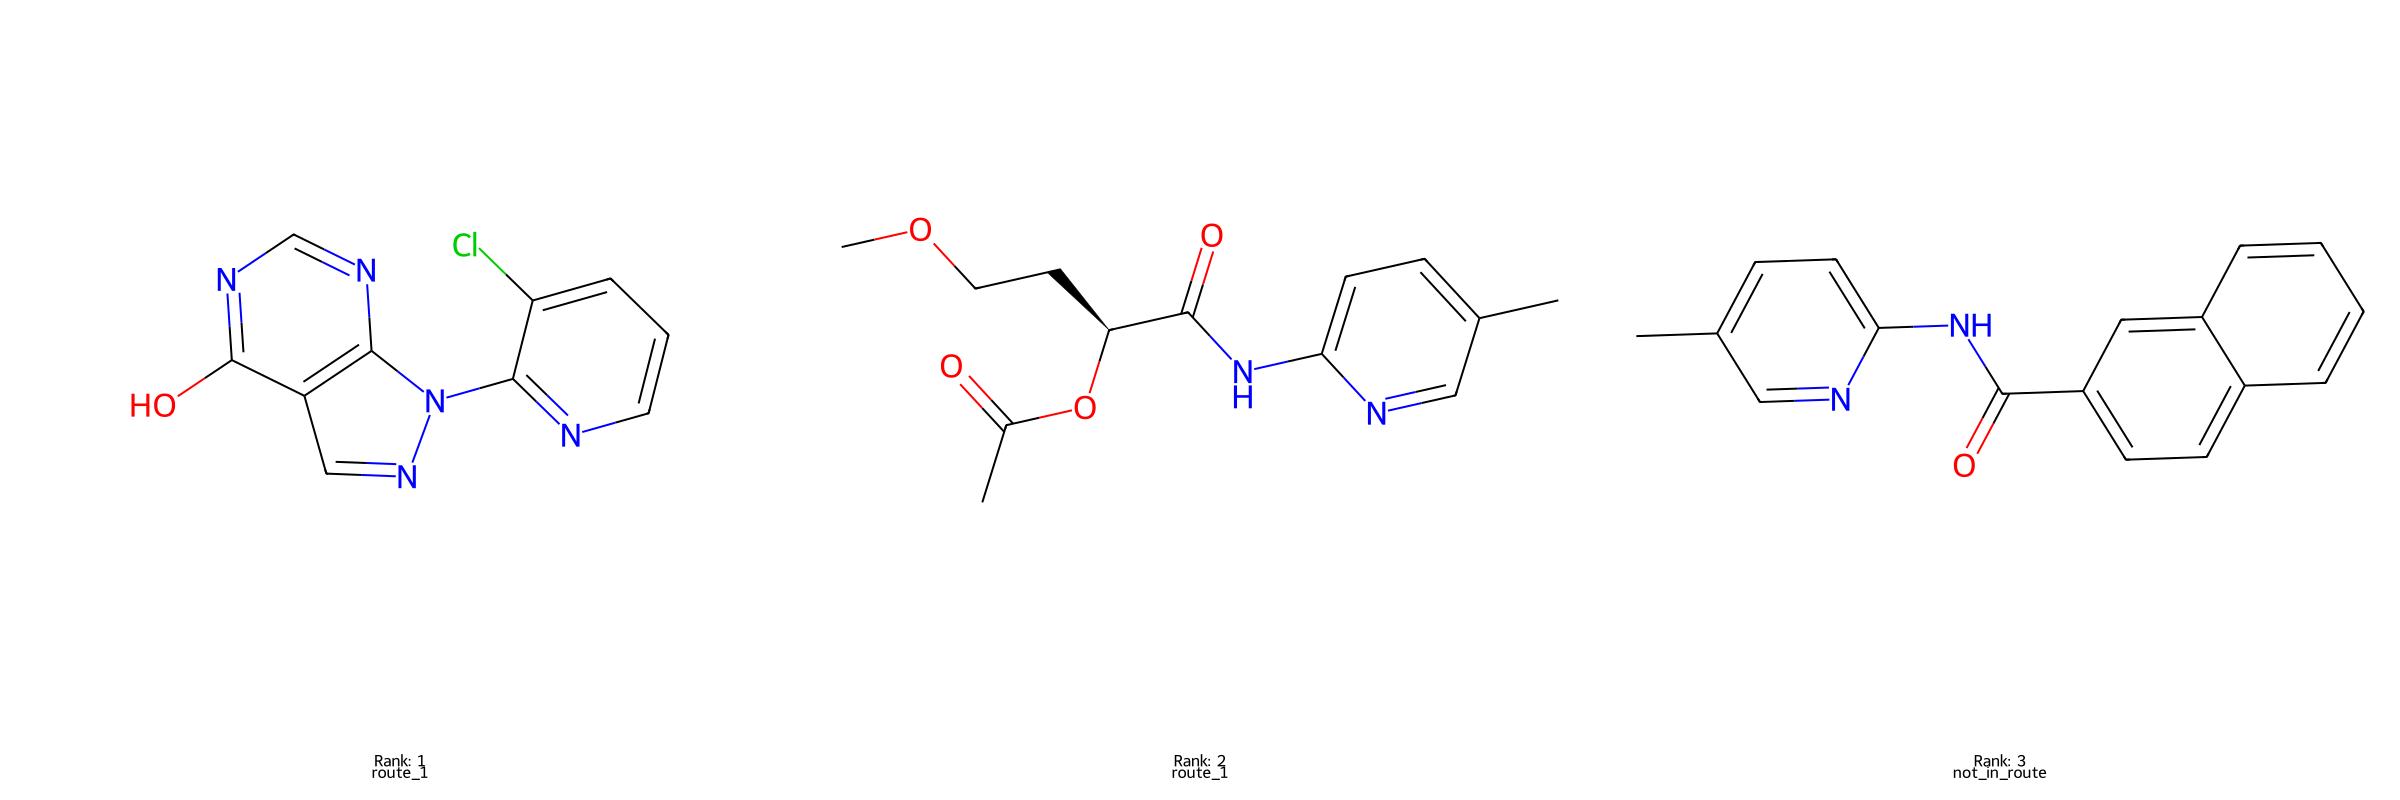 N
N
Cl
HO
N
N
N
O
O
O
O
N
H
N
NH
N
O
Rank: 1
route_1
Rank: 2
route_1
Rank: 3
not_in_route